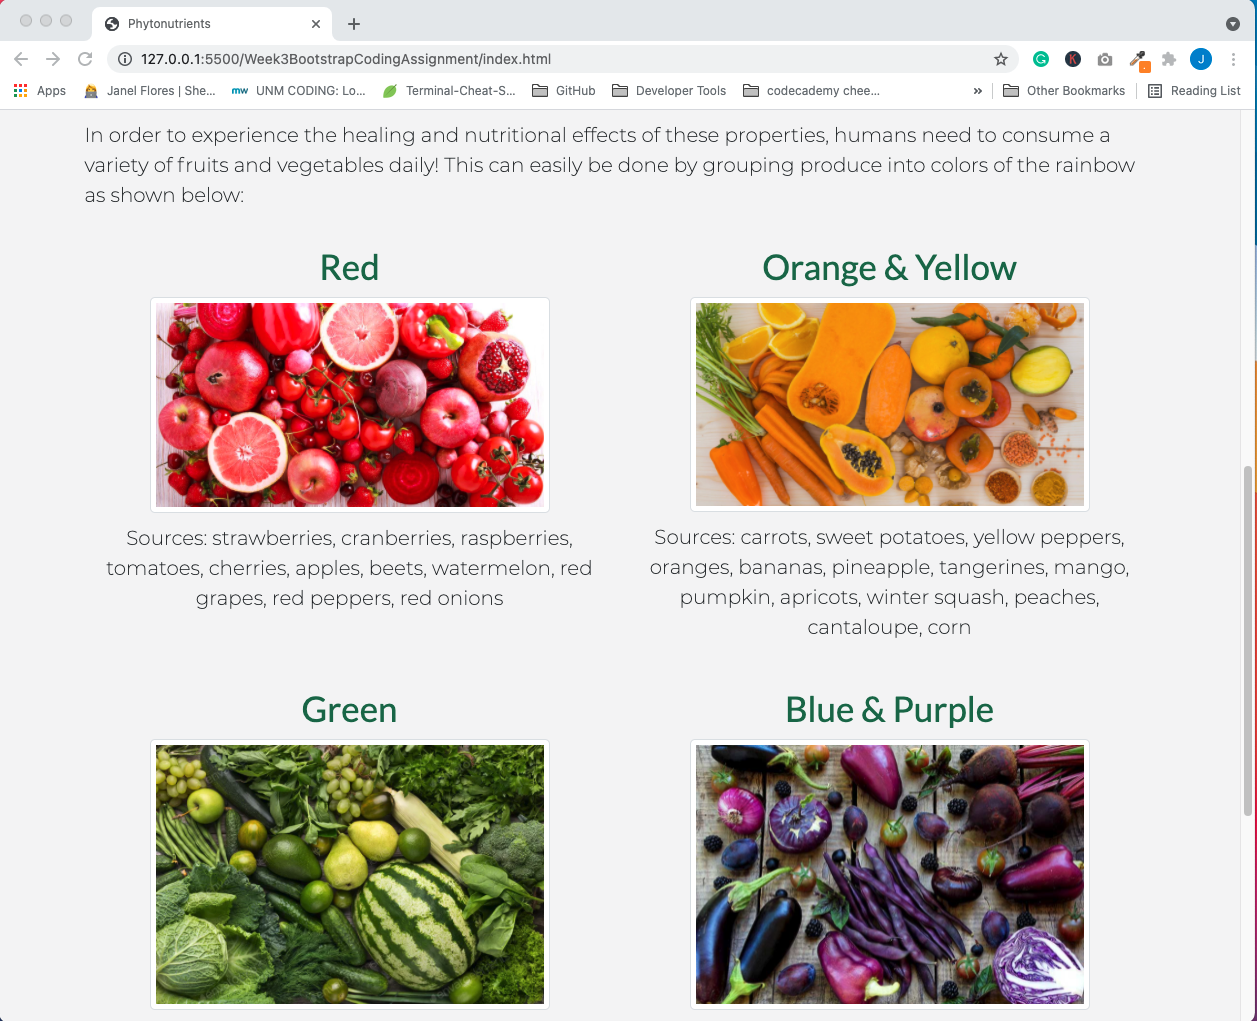 Phytonutrients
127.0.0.1:5500/Week3BootstrapCodingAssignment/index.html
G
K
J
Apps
Janel Flores | She...
mw
UNM CODING: Lo...
Terminal-Cheat-S...
GitHub
Developer Tools
codecademy chee...
»
Other Bookmarks
Reading List
In order to experience the healing and nutritional effects of these properties, humans need to consume a
variety of fruits and vegetables daily! This can easily be done by grouping produce into colors of the rainbow
as shown below:
Red
Sources: strawberries, cranberries, raspberries,
tomatoes, cherries, apples, beets, watermelon, red
grapes, red peppers, red onions
Orange & Yellow
Sources: carrots, sweet potatoes, yellow peppers,
oranges, bananas, pineapple, tangerines, mango,
pumpkin, apricots, winter squash, peaches,
cantaloupe, corn
Green
Blue & Purple